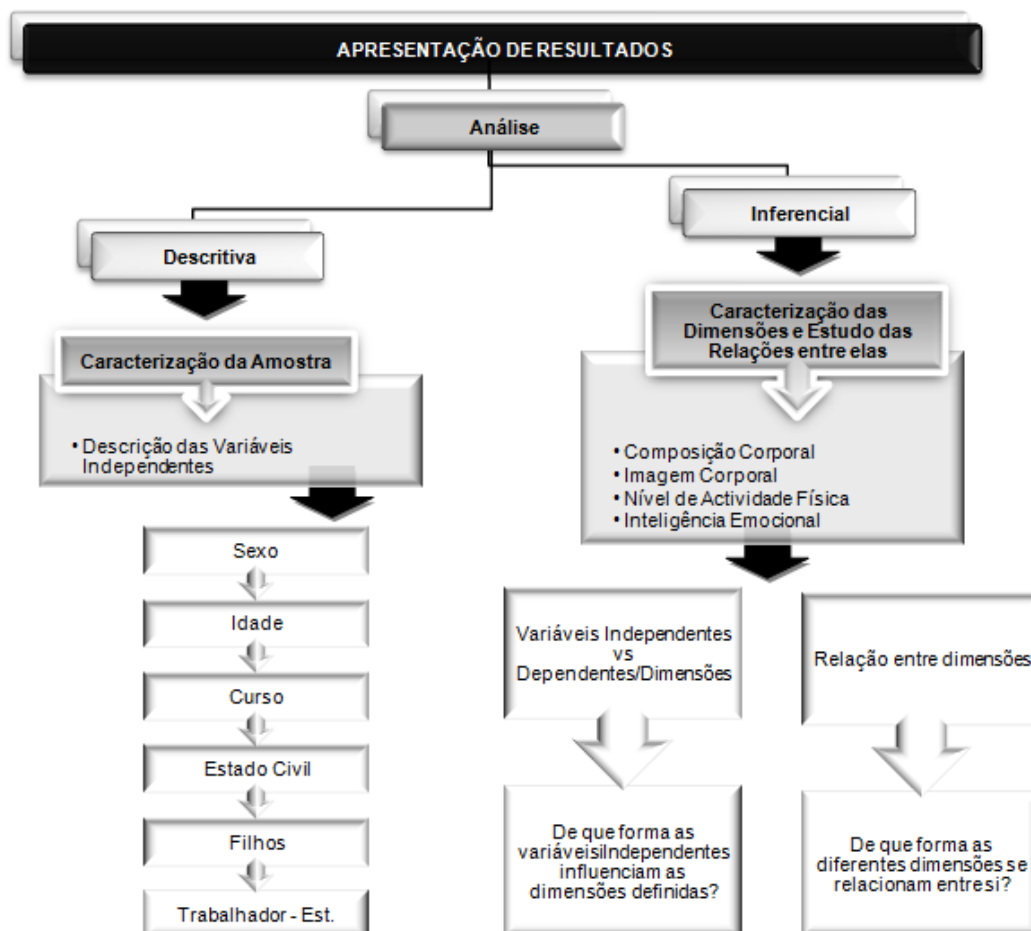 APRESENTAÇÃO DE RESULTADOS
Análise
Descritiva
Caracterização da Amostra
• Descrição das Variáveis
Independentes
Sexo
Idade
Curso
Estado Civil
Filhos
Trabalhador - Est.
Inferencial
Caracterização das
Dimensões e Estudo das
Relações entre elas
• Composição Corporal
• Imagem Corporal
• Nível de Actividade Física
• Inteligência Emocional
Variáveis Independentes
vs
Dependentes/Dimensões
De que forma as
variáveisiIndependentes
influenciam as
dimensões definidas?
Relação entre dimensões
De que forma as
diferentes dimensões se
relacionam entre si?